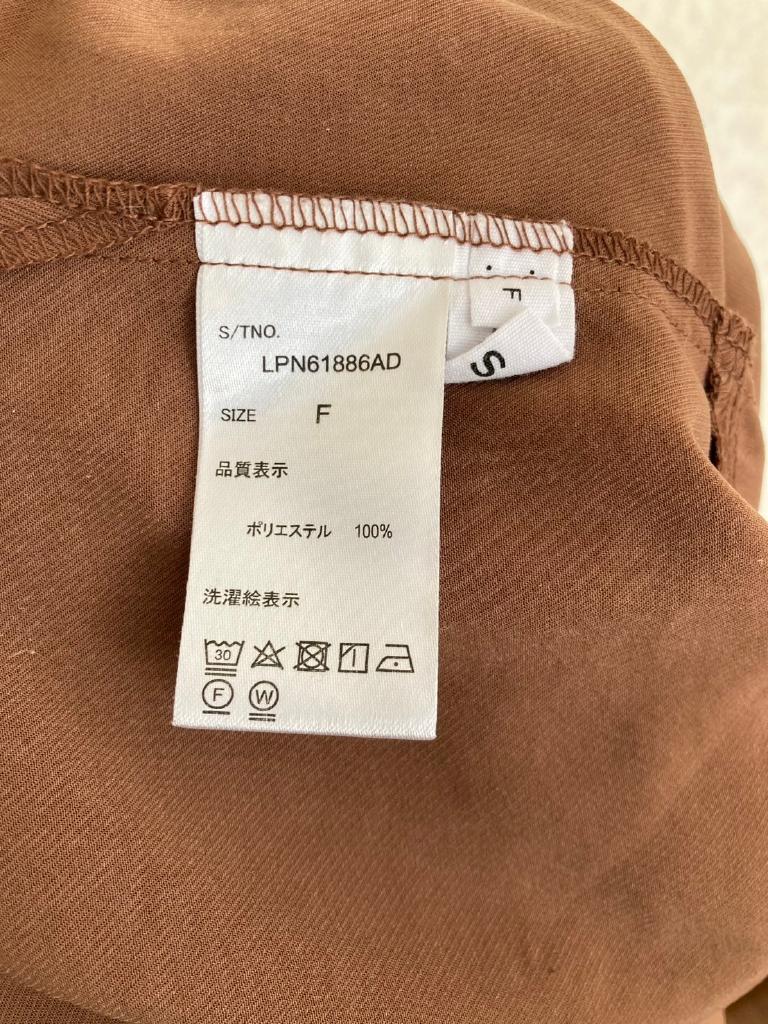 S/TNO.
LPN61886AD
SIZE F
品質表示
ポリエステル 100%
洗濯絵表示
30
F W
F
S